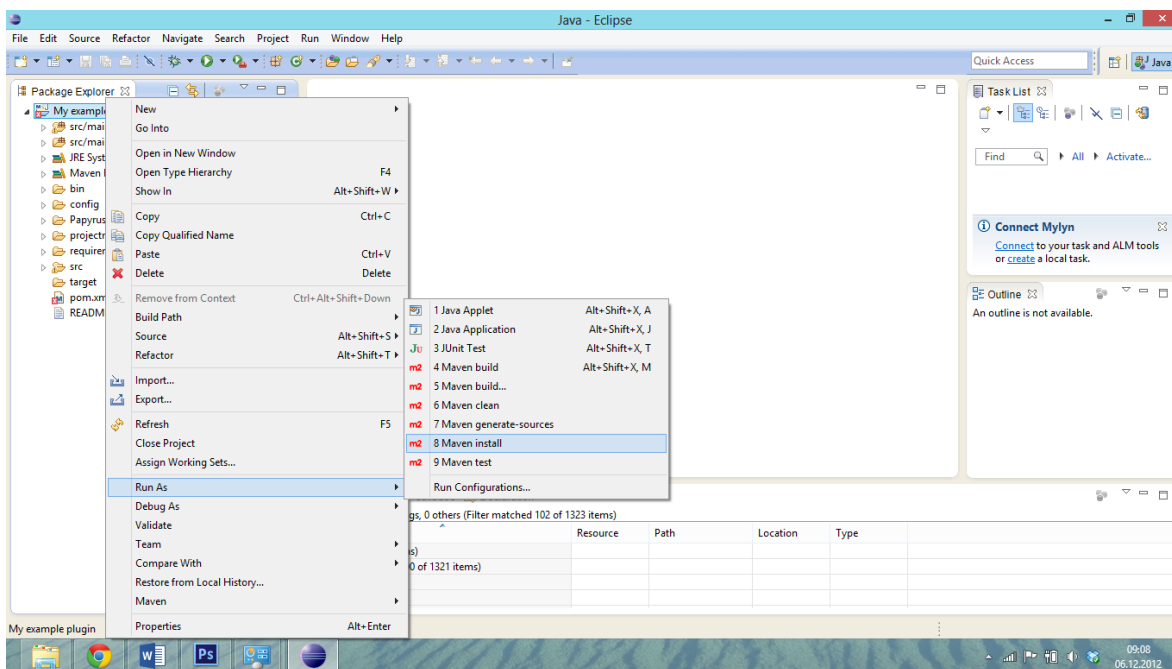 Java - Eclipse
File Edit Source Refactor Navigate Search Project Run Window Help
Quick Access
Java
Package Explorer
My example
src/mai
src/mai
JRE Syst
Maven
bin
config
Papyrus
projectr
requirer
src
target
pom.xm
READM
New
Go Into
Open in New Window
Open Type Hierarchy F4
Show In Alt+Shift+W
Copy Ctrl+C
Copy Qualified Name
Paste Ctrl+V
Delete Delete
Remove from Context Ctrl+Alt+Shift+Down
Build Path
Source Alt+Shift+S
Refactor Alt+Shift+T
Import...
Export...
Refresh F5
Close Project
Assign Working Sets...
Run As
Debug As
Validate
Team
Compare With
Restore from Local History...
Maven
Properties Alt+Enter
1 Java Applet Alt+Shift+X, A
2 Java Application Alt+Shift+X, J
Ju 3 JUnit Test Alt+Shift+X, T
m2 4 Maven build Alt+Shift+X, M
m2 5 Maven build...
m2 6 Maven clean
m2 7 Maven generate-sources
m2 8 Maven install
m2 9 Maven test
Run Configurations...
Task List
Find All Activate...
Connect Mylyn
Connect to your task and ALM tools
or create a local task.
Outline
An outline is not available.
gs, 0 others (Filter matched 102 of 1323 items)
Resource Path Location Type
s)
0 of 1321 items)
My example plugin
W Ps
09:08
06.12.2012